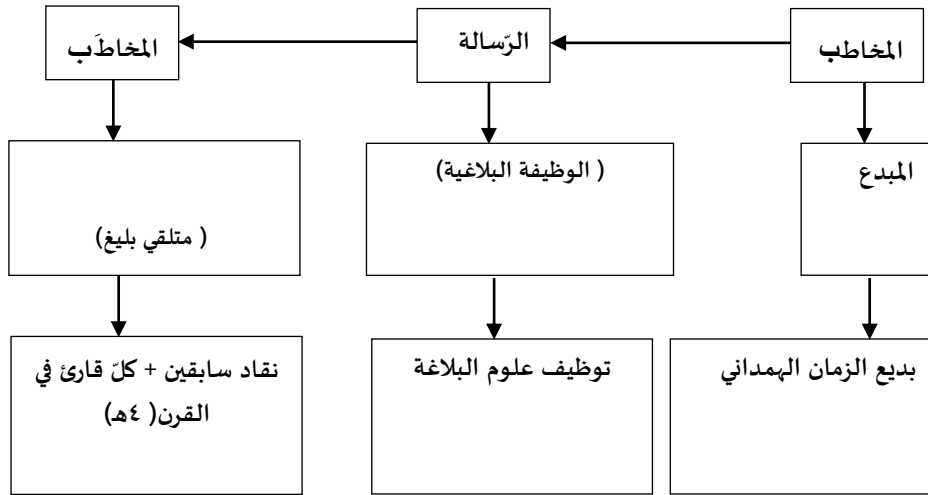 المخاطب
الرّسالة
المخاطَب
المبدع
( الوظيفة البلاغية)
( متلقي بليغ)
بديع الزمان الهمداني
توظيف علوم البلاغة
نقاد سابقين + كلّ قارئ في
القرن( ٤هـ)